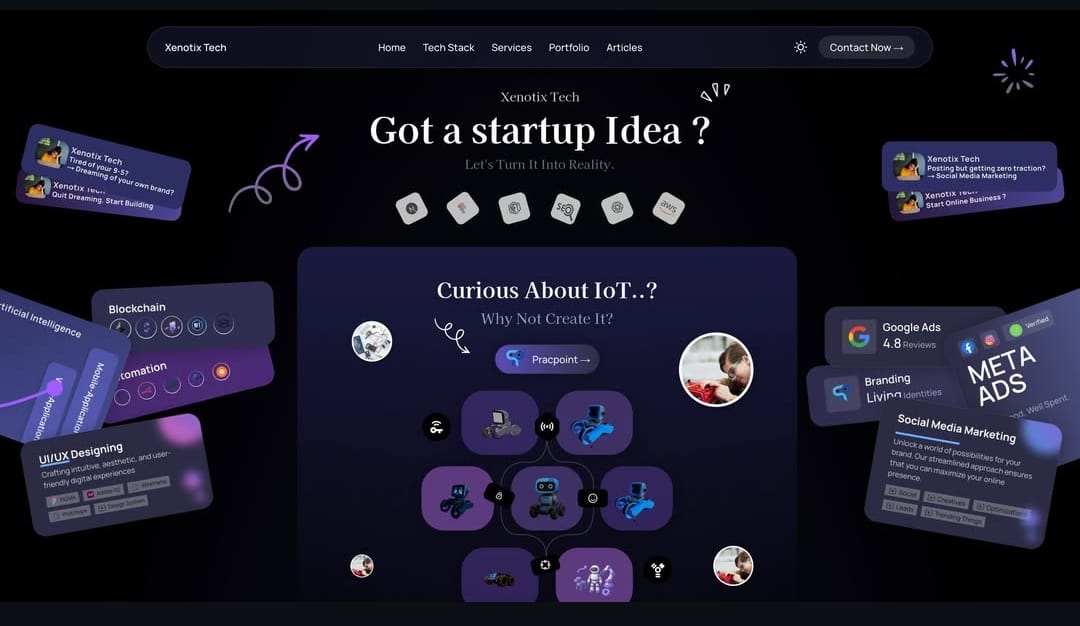 Xenotix Tech
Home
Tech Stack
Services
Portfolio
Articles
Contact Now →
Xenotix Tech
Got a startup Idea ?
Let's Turn It Into Reality.
SEO
aws
Xenotix Tech
Tired of your 9-5?
→ Dreaming of your own brand?
Xenotix
Quit Dreaming. Start Building
Xenotix Tech
Posting but getting zero traction?
→ Social Media Marketing
Xenotix
Start Online Business ?
Curious About IoT..?
Why Not Create It?
Pracpoint →
Blockchain
tificial Intelligence
tomation
Mobile-Application
Application
UI/UX Designing
Crafting intuitive, aesthetic, and user-
friendly digital experiences
FIGMA
Adobe XD
Wireframe
Prototype
Design System
Google Ads
4.8 Reviews
Branding
Living Identities
Verified
META
ADS
nd. Well Spent.
Social Media Marketing
Unlock a world of possibilities for your
brand. Our streamlined approach ensures
that you can maximize your online
presence.
Social
Creatives
Optimization
Leads
Trending Things